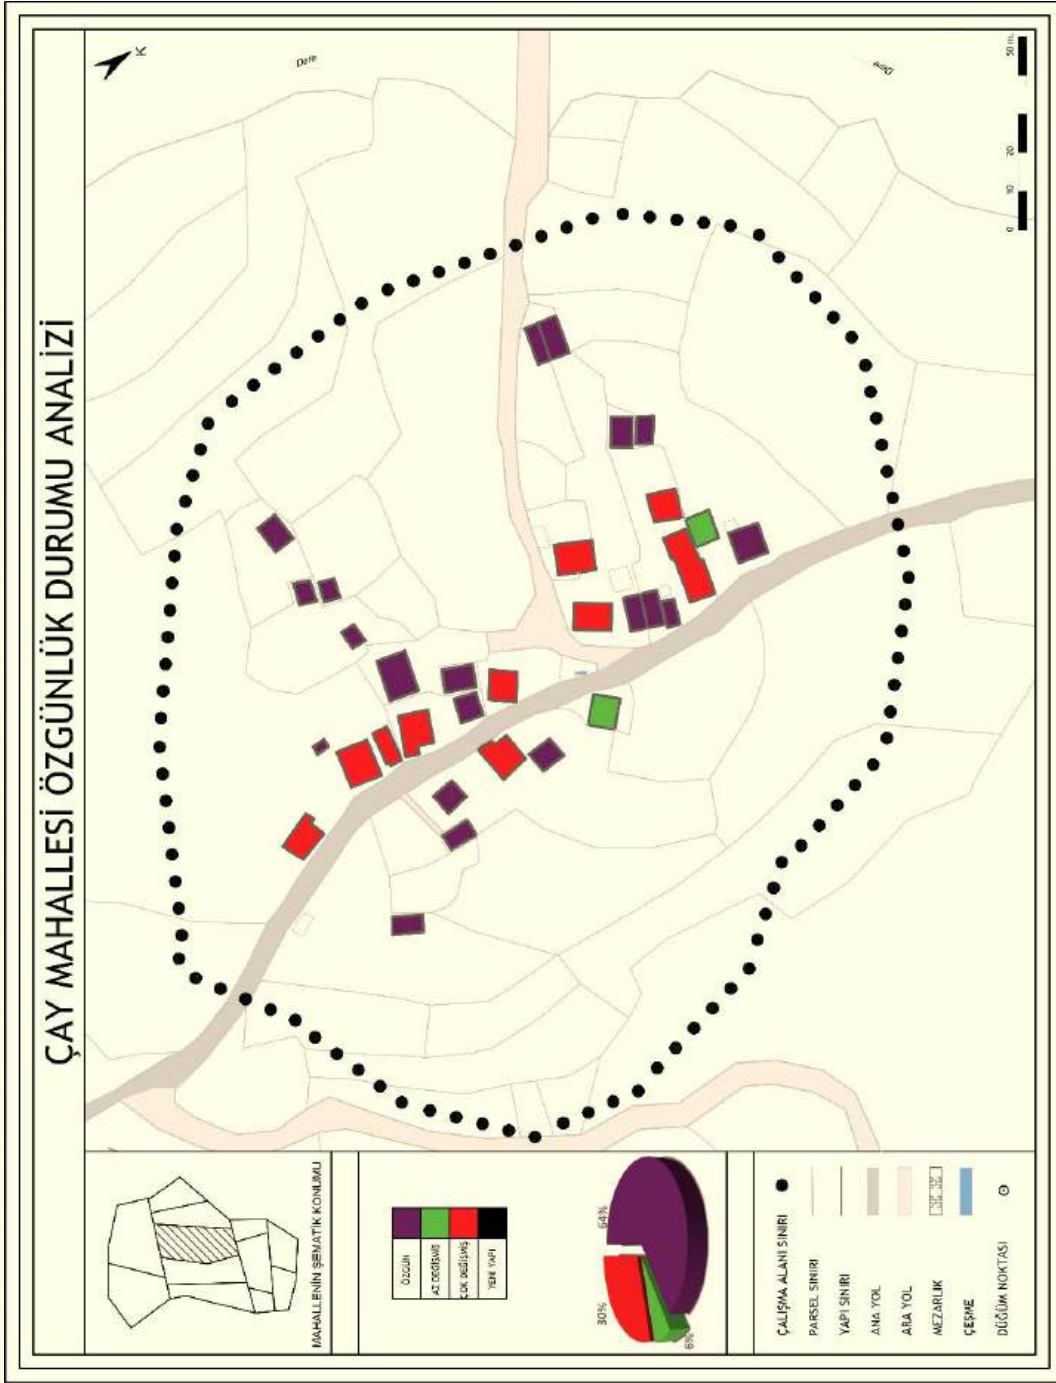 ÇAY MAHALLESİ ÖZGÜNLÜK DURUMU ANALİZİ
K
Dere
Dere
0 10 20 50 m.
MAHALLENİN ŞEMATİK KONUMU
ÖZGÜN
AZ DEĞİŞMİŞ
ÇOK DEĞİŞMİŞ
YENİ YAPI
64%
30%
6%
ÇALIŞMA ALANI SINIRI
PARSEL SINIRI
YAPI SINIRI
ANA YOL
ARA YOL
MEZARLIK
ÇEŞME
DÜĞÜM NOKTASI